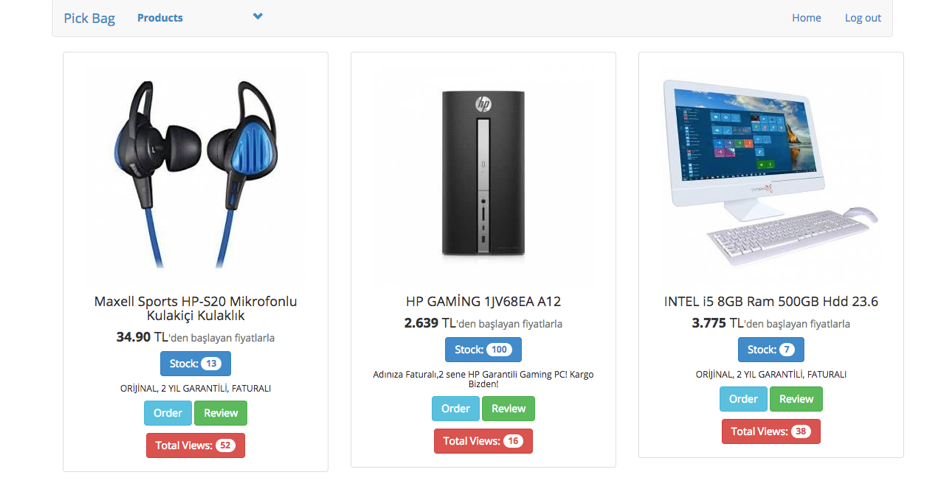 Pick Bag Products Home Log out
hp
Maxell Sports HP-S20 Mikrofonlu
Kulakiçi Kulaklık
34.90 TL'den başlayan fiyatlarla
Stock: 13
ORİJİNAL, 2 YIL GARANTİLİ, FATURALI
Order Review
Total Views: 52
HP GAMİNG 1JV68EA A12
2.639 TL'den başlayan fiyatlarla
Stock: 100
Adınıza Faturalı,2 sene HP Garantili Gaming PC! Kargo
Bizden!
Order Review
Total Views: 16
INTEL i5 8GB Ram 500GB Hdd 23.6
3.775 TL'den başlayan fiyatlarla
Stock: 7
ORİJİNAL, 2 YIL GARANTİLİ, FATURALI
Order Review
Total Views: 38